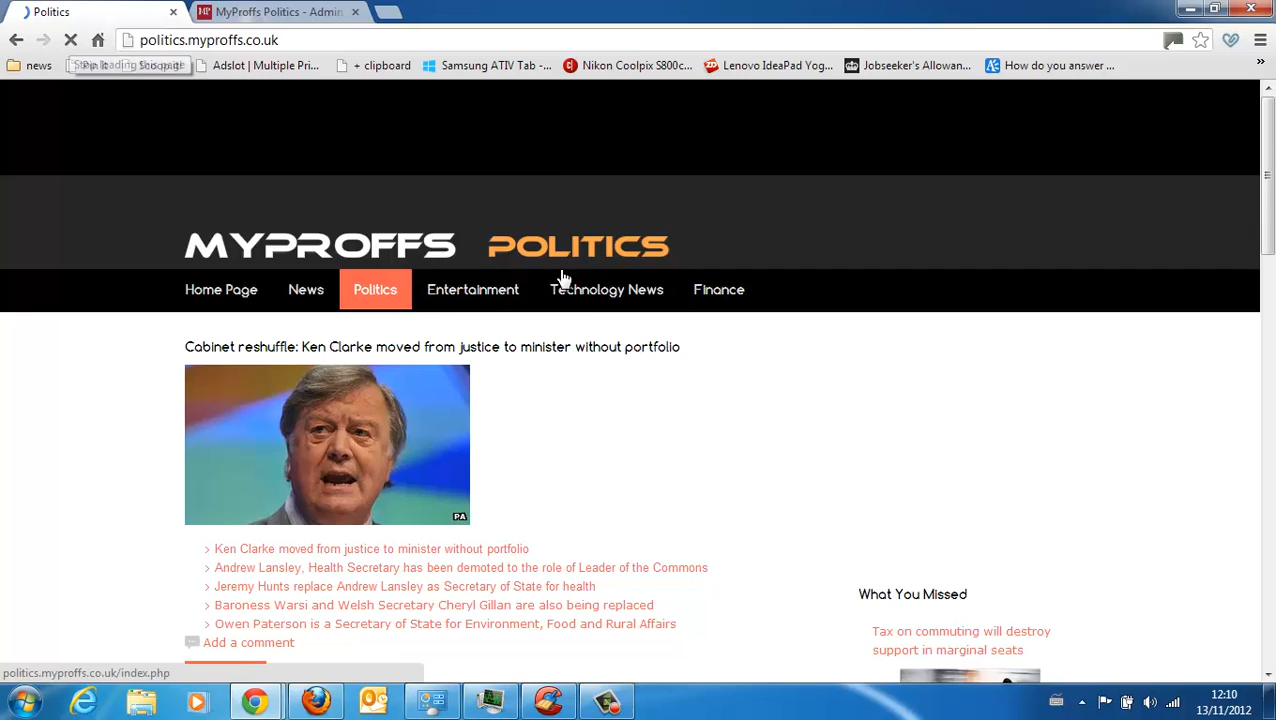 Politics
MyProffs Politics - Admin
politics.myproffs.co.uk
news
Adslot | Multiple Pri...
+ clipboard
Samsung ATIV Tab -...
Nikon Coolpix S800c...
Lenovo IdeaPad Yog...
Jobseeker's Allowan...
How do you answer ...
MYPROFFS POLITICS
Home Page News Politics Entertainment Technology News Finance
Cabinet reshuffle: Ken Clarke moved from justice to minister without portfolio
PA
Ken Clarke moved from justice to minister without portfolio
Andrew Lansley, Health Secretary has been demoted to the role of Leader of the Commons
Jeremy Hunts replace Andrew Lansley as Secretary of State for health
Baroness Warsi and Welsh Secretary Cheryl Gillan are also being replaced
Owen Paterson is a Secretary of State for Environment, Food and Rural Affairs
Add a comment
What You Missed
Tax on commuting will destroy
support in marginal seats
politics.myproffs.co.uk/index.php
12:10
13/11/2012